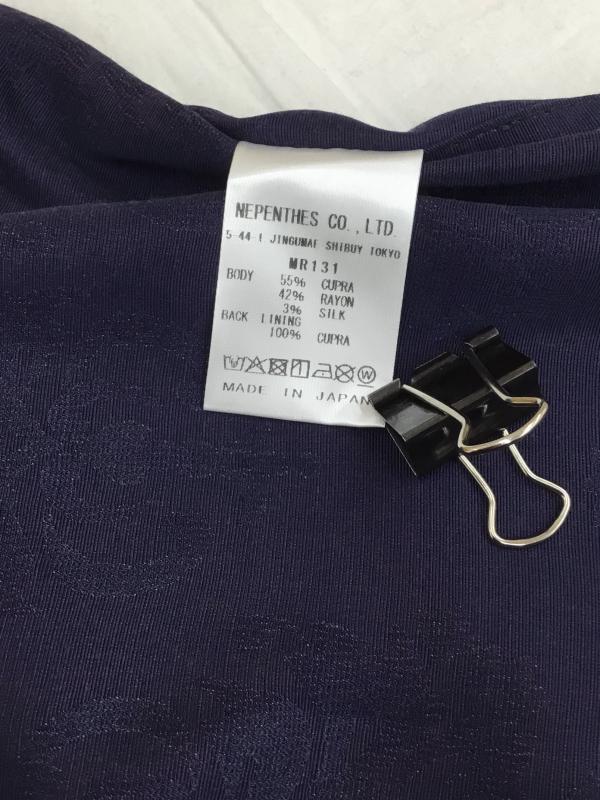 NEPENTHES CO.,LTD.
5-44-1 JINGUMAE SHIBUY TOKYO
MR131
BODY 55% CUPRA
42% RAYON
3% SILK
BACK LINING
100% CUPRA
W
MADE IN JAPAN